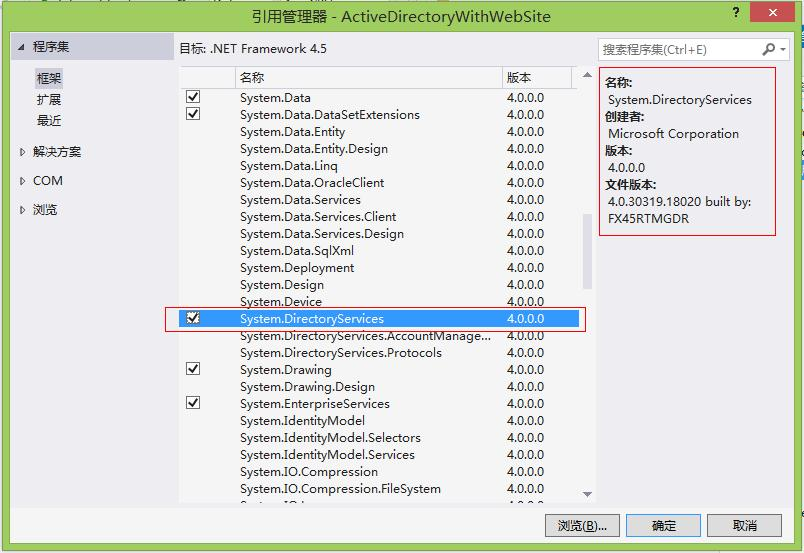 引用管理器 - ActiveDirectoryWithWebSite
? ×
程序集
框架
扩展
最近
解决方案
COM
浏览
目标: .NET Framework 4.5
搜索程序集(Ctrl+E)
名称 版本
System.Data 4.0.0.0
System.Data.DataSetExtensions 4.0.0.0
System.Data.Entity 4.0.0.0
System.Data.Entity.Design 4.0.0.0
System.Data.Linq 4.0.0.0
System.Data.OracleClient 4.0.0.0
System.Data.Services 4.0.0.0
System.Data.Services.Client 4.0.0.0
System.Data.Services.Design 4.0.0.0
System.Data.SqlXml 4.0.0.0
System.Deployment 4.0.0.0
System.Design 4.0.0.0
System.Device 4.0.0.0
System.DirectoryServices 4.0.0.0
System.DirectoryServices.AccountManage... 4.0.0.0
System.DirectoryServices.Protocols 4.0.0.0
System.Drawing 4.0.0.0
System.Drawing.Design 4.0.0.0
System.EnterpriseServices 4.0.0.0
System.IdentityModel 4.0.0.0
System.IdentityModel.Selectors 4.0.0.0
System.IdentityModel.Services 4.0.0.0
System.IO.Compression 4.0.0.0
System.IO.Compression.FileSystem 4.0.0.0
名称:
System.DirectoryServices
创建者:
Microsoft Corporation
版本:
4.0.0.0
文件版本:
4.0.30319.18020 built by:
FX45RTMGDR
浏览(B)... 确定 取消